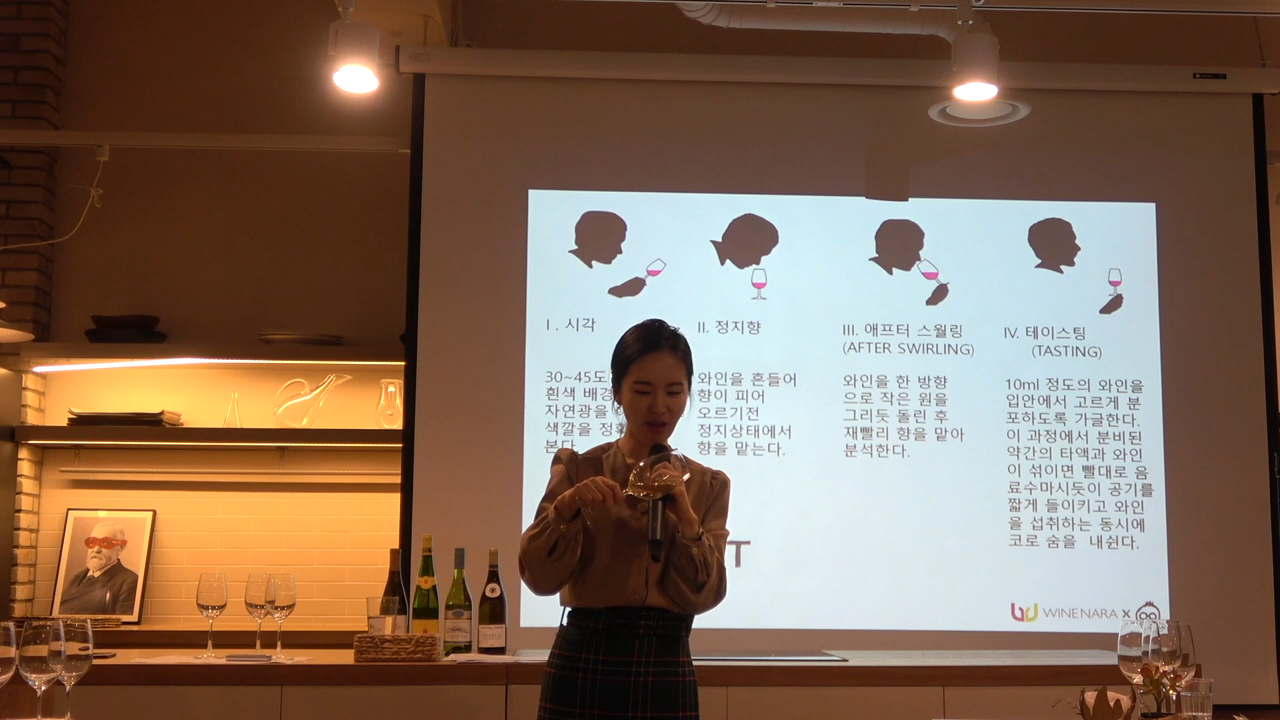 I . 시각
30~45도
흰색 배경
자연광을
색깔을 정확
본다.
II. 정지향
와인을 흔들어
향이 피어
오르기전
정지상태에서
향을 맡는다.
III. 애프터 스월링
(AFTER SWIRLING)
와인을 한 방향
으로 작은 원을
그리듯 돌린 후
재빨리 향을 맡아
분석한다.
IV. 테이스팅
(TASTING)
10ml 정도의 와인을
입안에서 고르게 분
포하도록 가글한다.
이 과정에서 분비된
약간의 타액과 와인
이 섞이면 빨대로 음
료수마시듯이 공기를
짧게 들이키고 와인
을 섭취하는 동시에
코로 숨을 내쉰다.
T
WINE NARA X